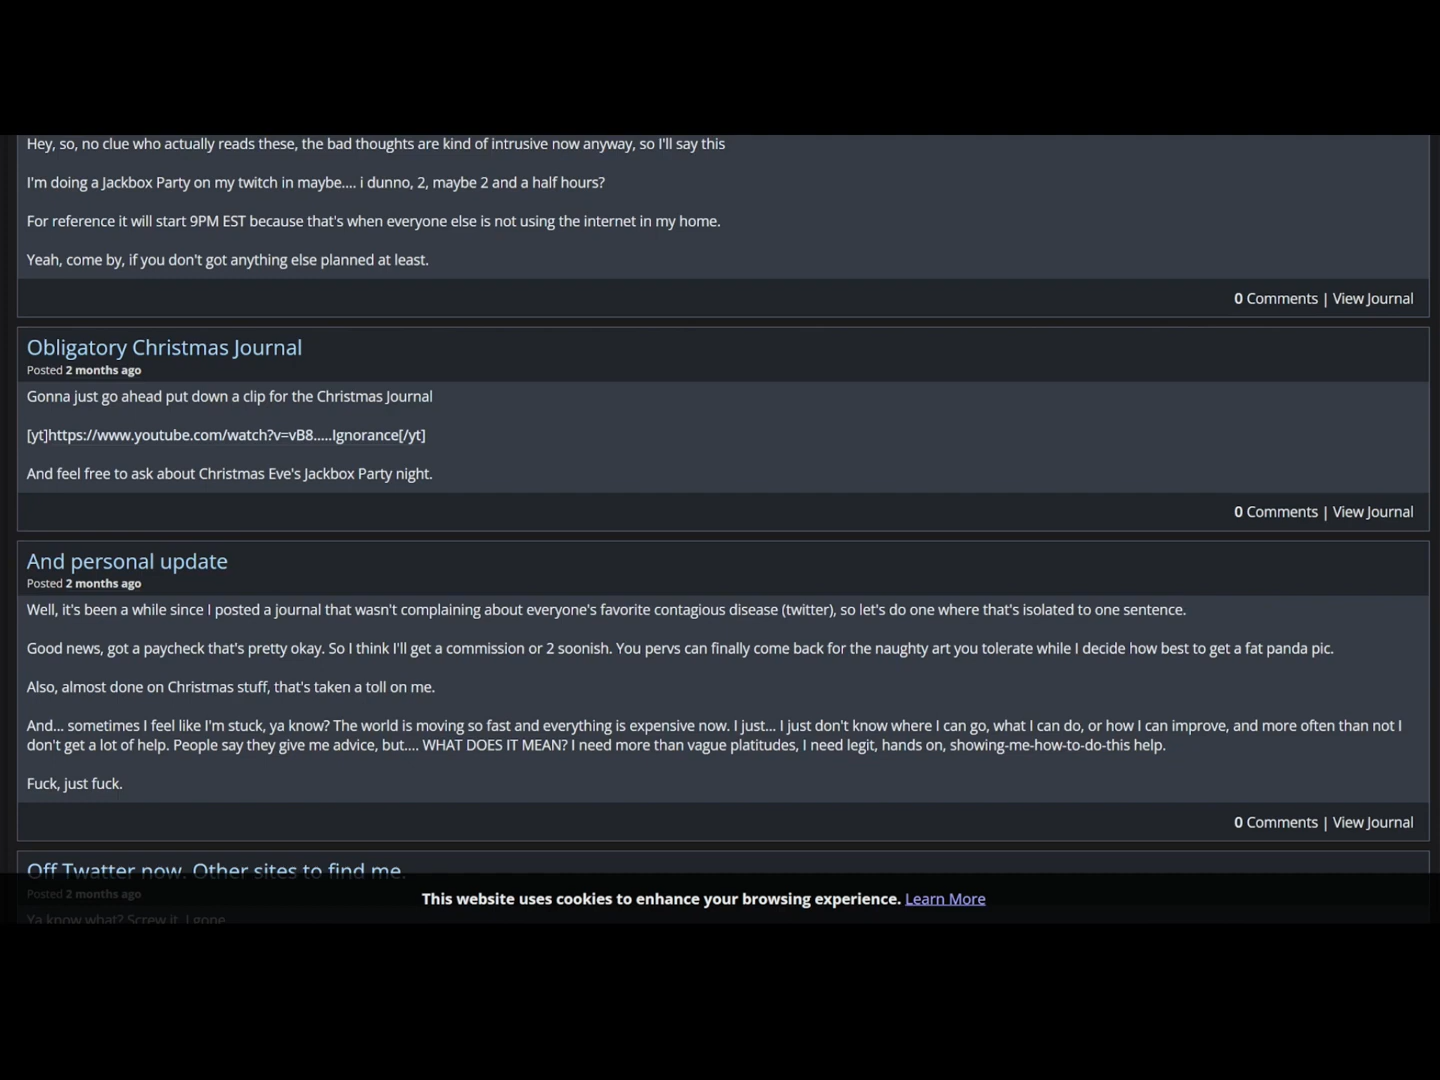 Hey, so, no clue who actually reads these, the bad thoughts are kind of intrusive now anyway, so I'll say this
I'm doing a Jackbox Party on my twitch in maybe.... i dunno, 2, maybe 2 and a half hours?
For reference it will start 9PM EST because that's when everyone else is not using the internet in my home.
Yeah, come by, if you don't got anything else planned at least.
0 Comments | View Journal
Obligatory Christmas Journal
Posted 2 months ago
Gonna just go ahead put down a clip for the Christmas Journal
[yt]https://www.youtube.com/watch?v=vB8.....Ignorance[/yt]
And feel free to ask about Christmas Eve's Jackbox Party night.
0 Comments | View Journal
And personal update
Posted 2 months ago
Well, it's been a while since I posted a journal that wasn't complaining about everyone's favorite contagious disease (twitter), so let's do one where that's isolated to one sentence.
Good news, got a paycheck that's pretty okay. So I think I'll get a commission or 2 soonish. You pervs can finally come back for the naughty art you tolerate while I decide how best to get a fat panda pic.
Also, almost done on Christmas stuff, that's taken a toll on me.
And... sometimes I feel like I'm stuck, ya know? The world is moving so fast and everything is expensive now. I just... I just don't know where I can go, what I can do, or how I can improve, and more often than not I
don't get a lot of help. People say they give me advice, but.... WHAT DOES IT MEAN? I need more than vague platitudes, I need legit, hands on, showing-me-how-to-do-this help.
Fuck, just fuck.
0 Comments | View Journal
Off Twatter now. Other sites to find me.
Posted 2 months ago
This website uses cookies to enhance your browsing experience. Learn More
Ya know what? Screw it, I gone